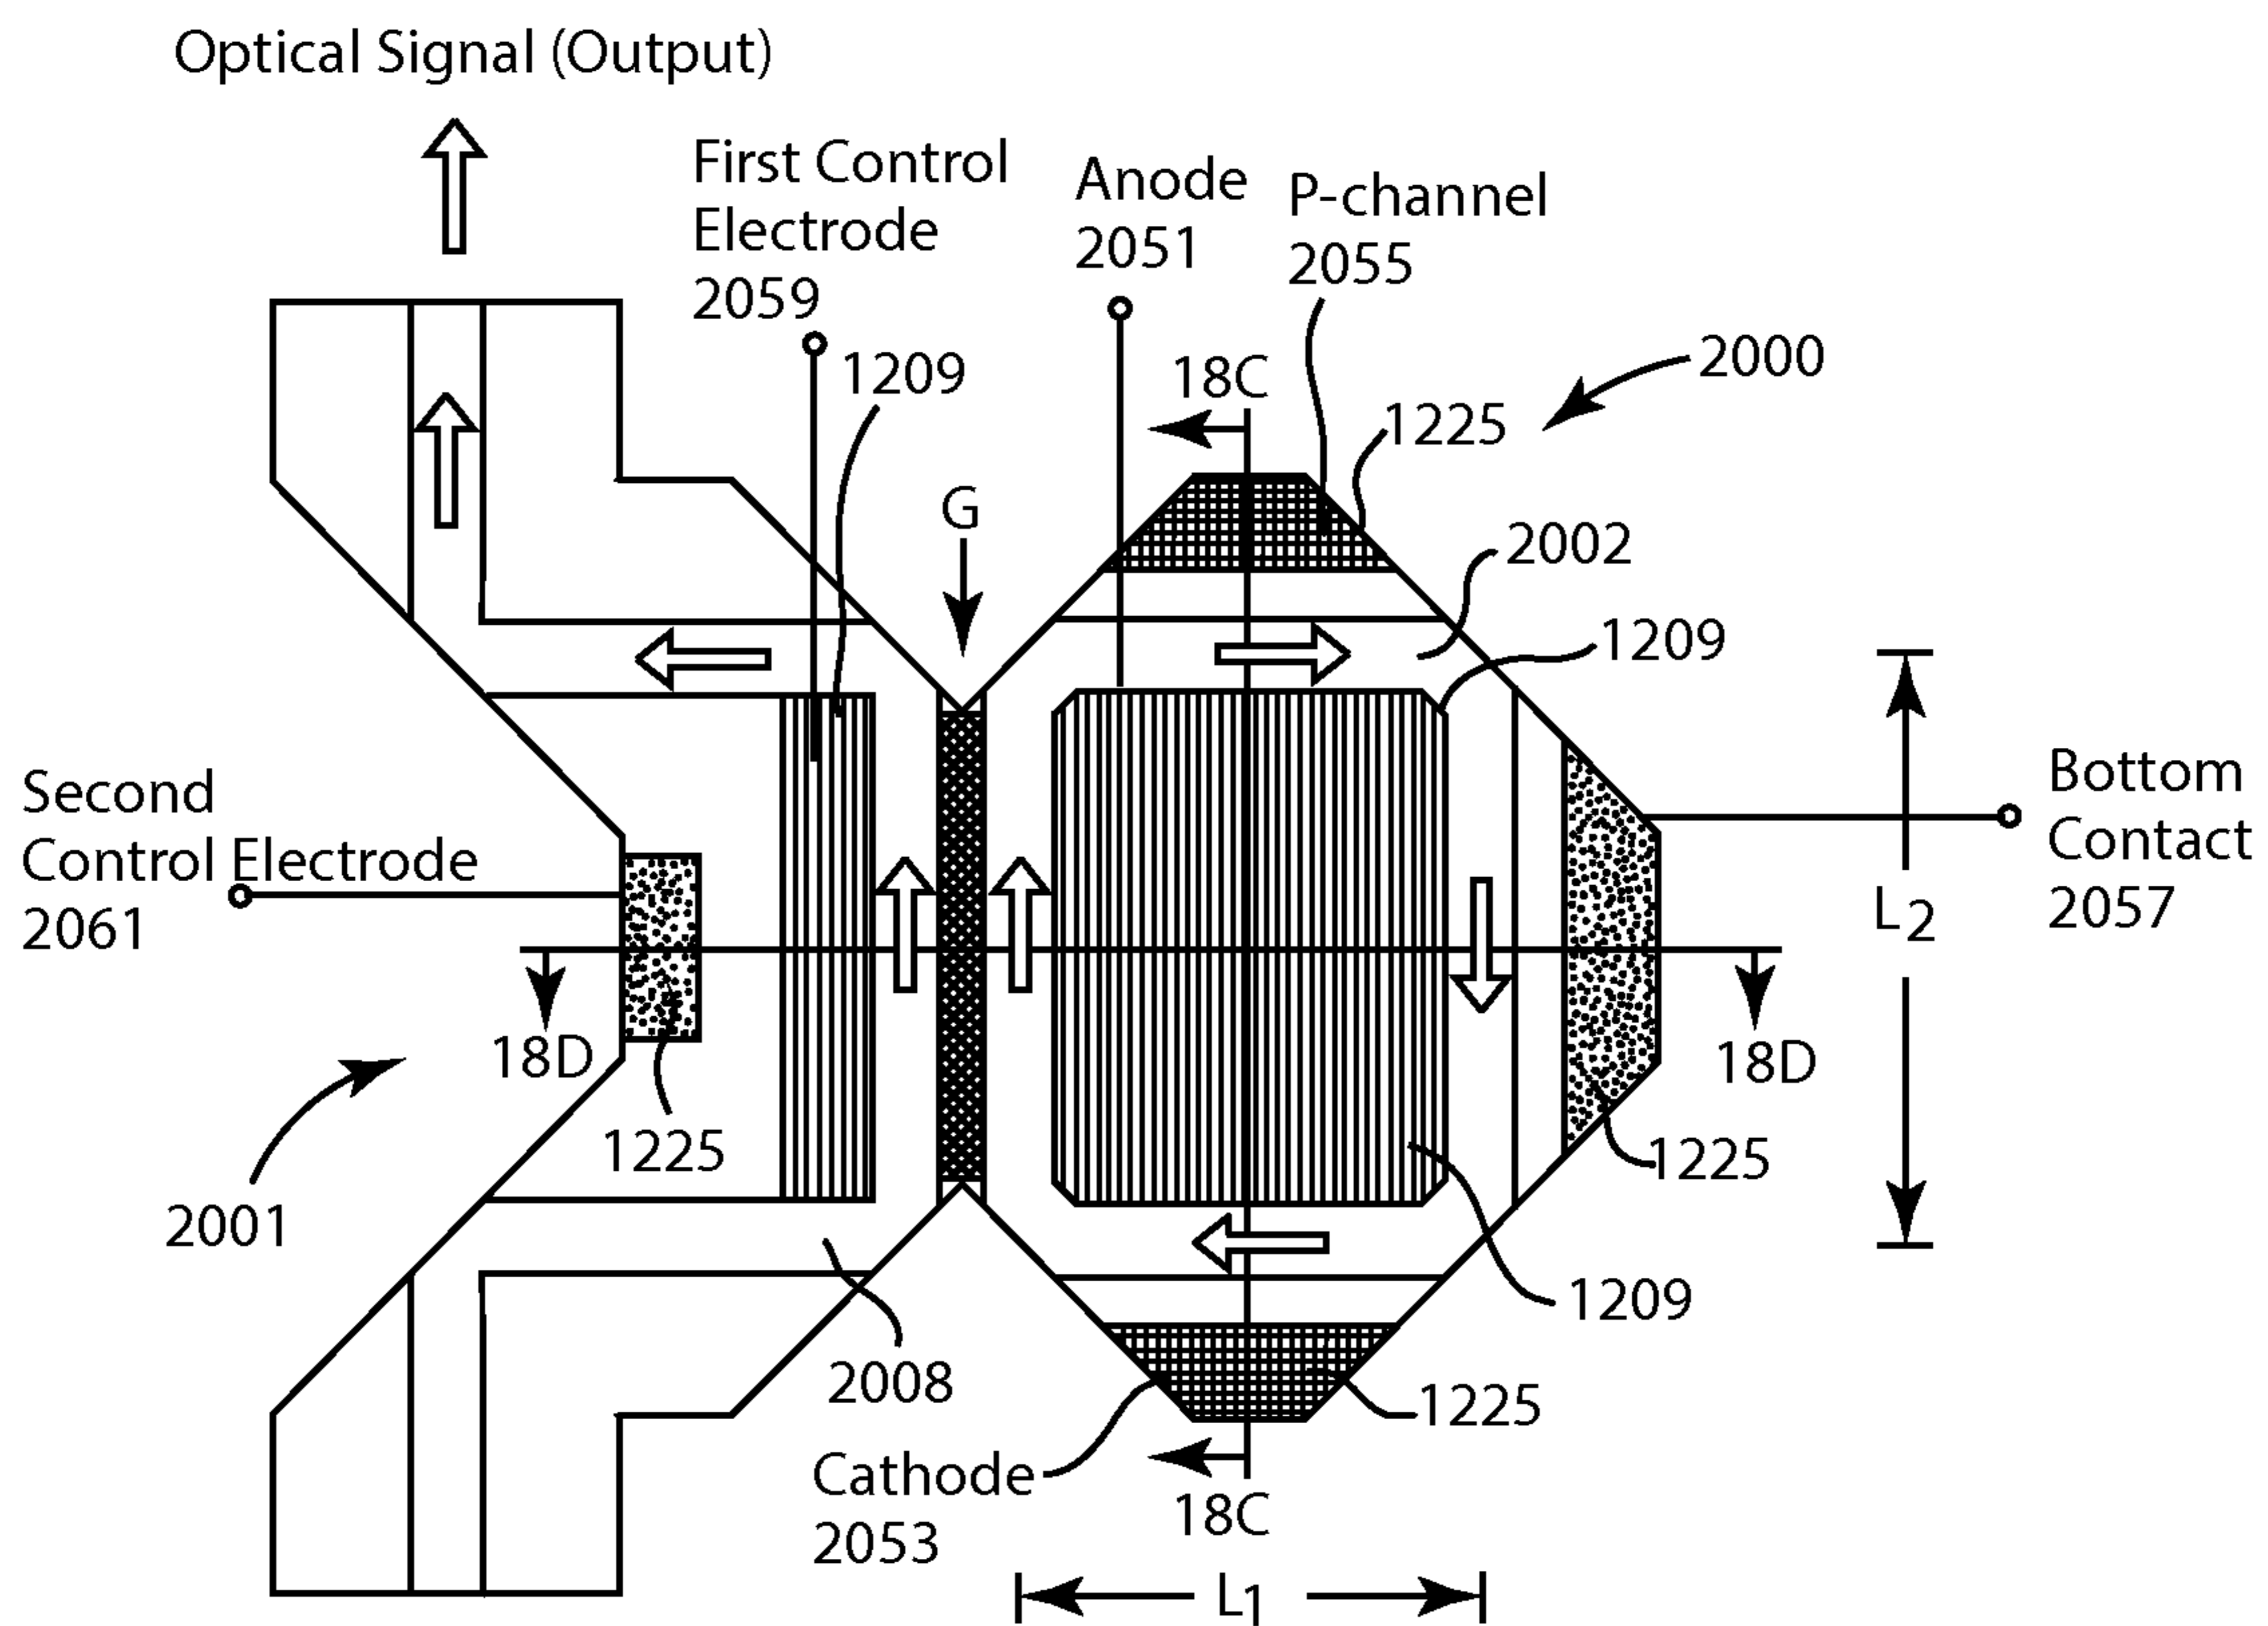 Optical Signal (Output)
First Control
Electrode
2059
Anode
2051
P-channel
2055
1209
18C
2000
1225
G
2002
1209
Second
Control Electrode
2061
Bottom
Contact
2057
L2
18D
18D
1225
1225
2001
1209
2008
1225
Cathode
2053
18C
L1